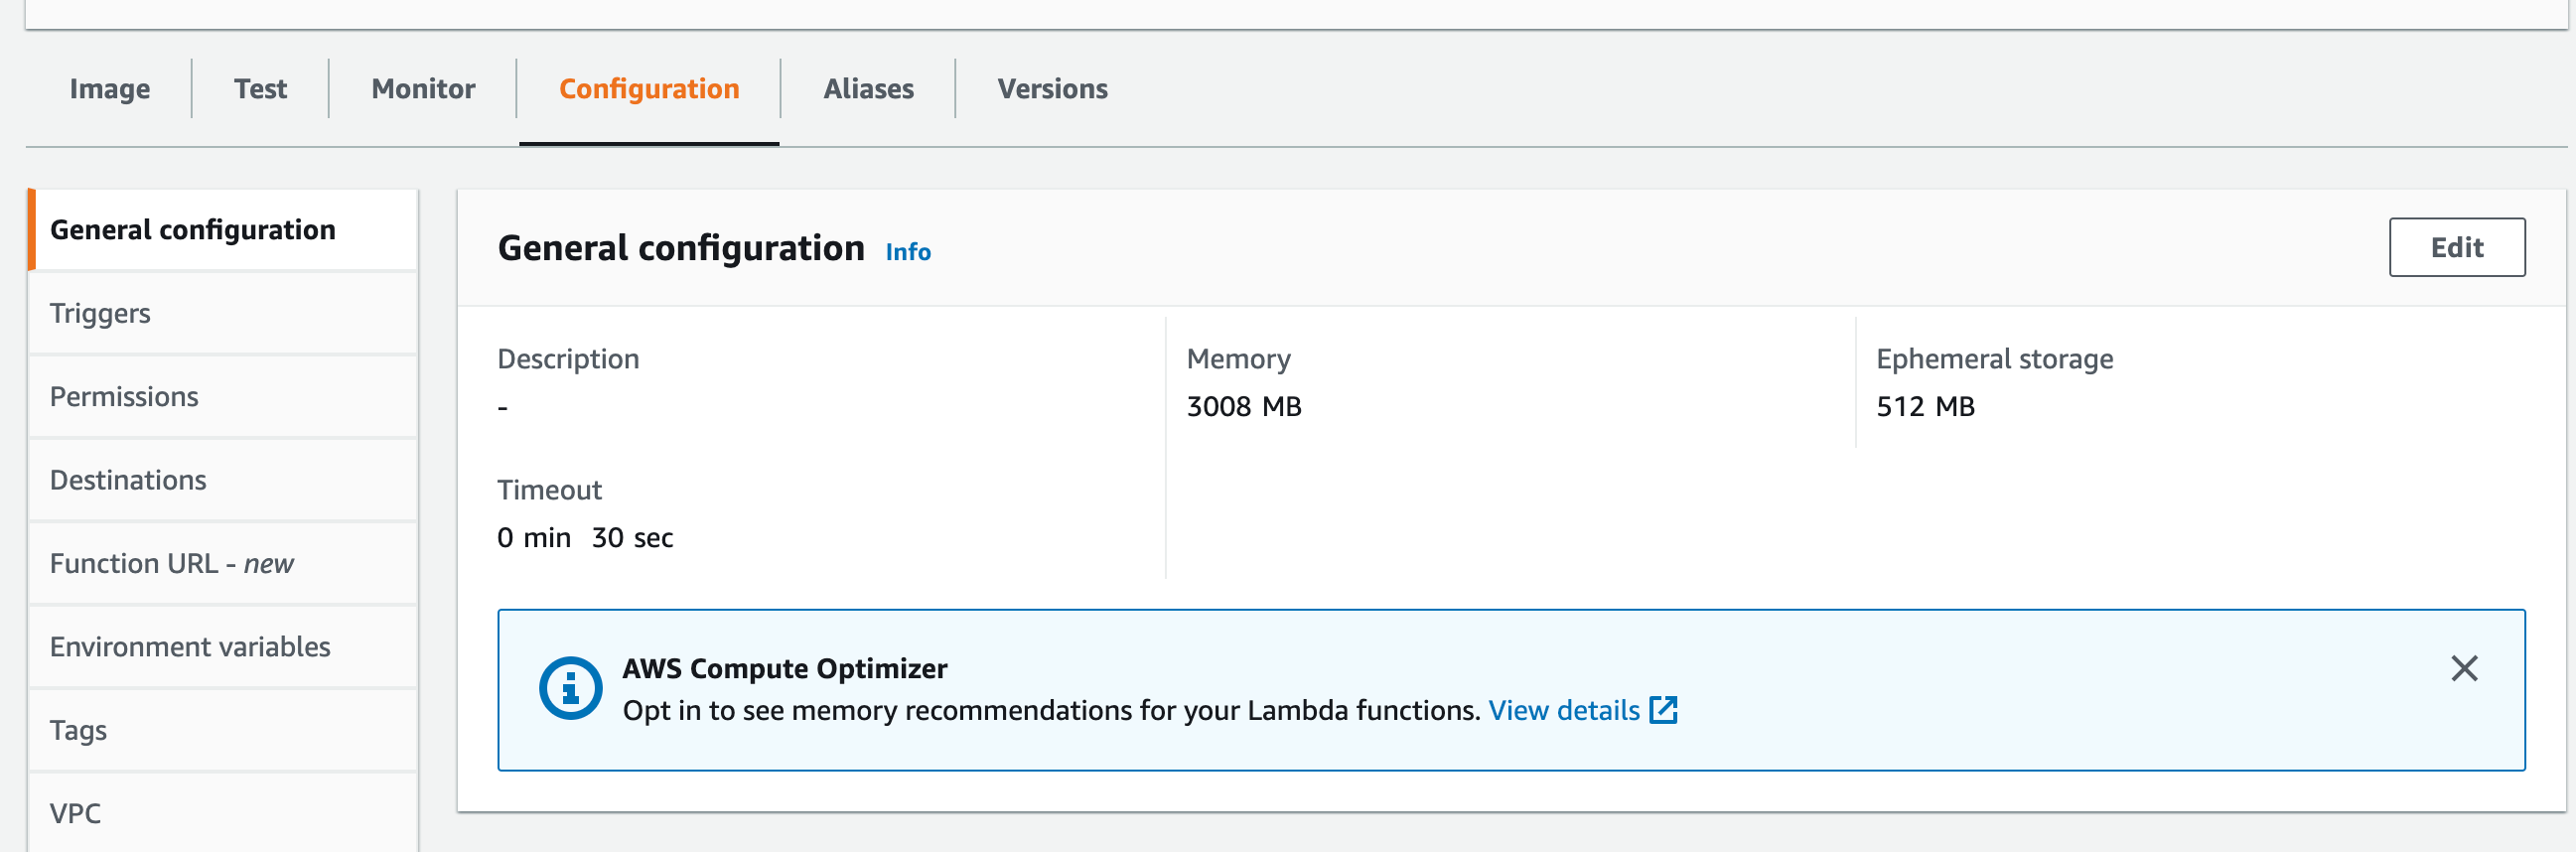 Image
Test
Monitor
Configuration
Aliases
Versions
General configuration
Triggers
Permissions
Destinations
Function URL - new
Environment variables
Tags
VPC
General configuration Info
Edit
Description
-
Memory
3008 MB
Ephemeral storage
512 MB
Timeout
0 min 30 sec
AWS Compute Optimizer
Opt in to see memory recommendations for your Lambda functions. View details